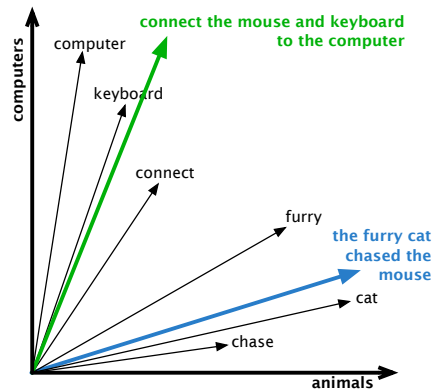 connect the mouse and keyboard
to the computer
computer
computers
keyboard
connect
furry
the furry cat
chased the
mouse
cat
chase
animals